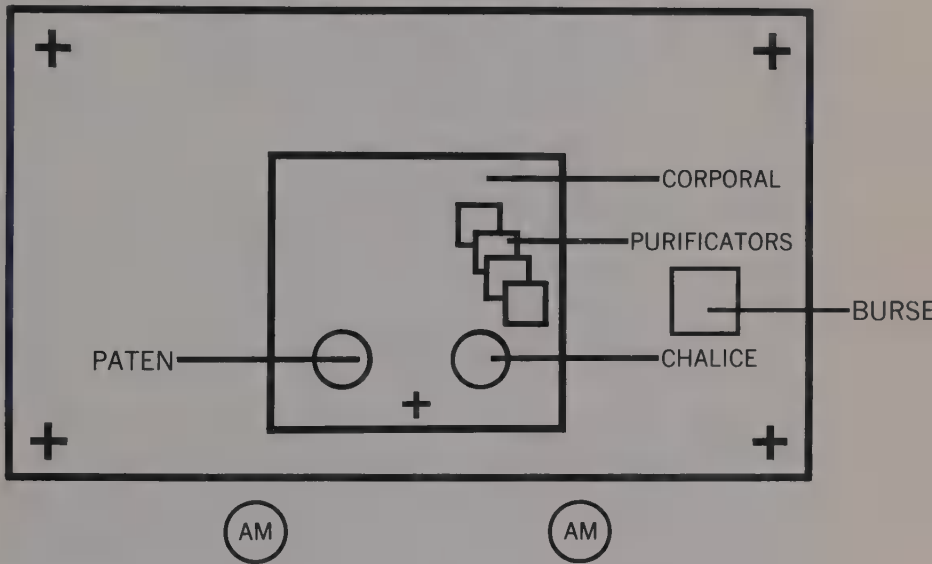 CORPORAL
PURIFICATORS
BURSE
PATEN
CHALICE
AM
AM